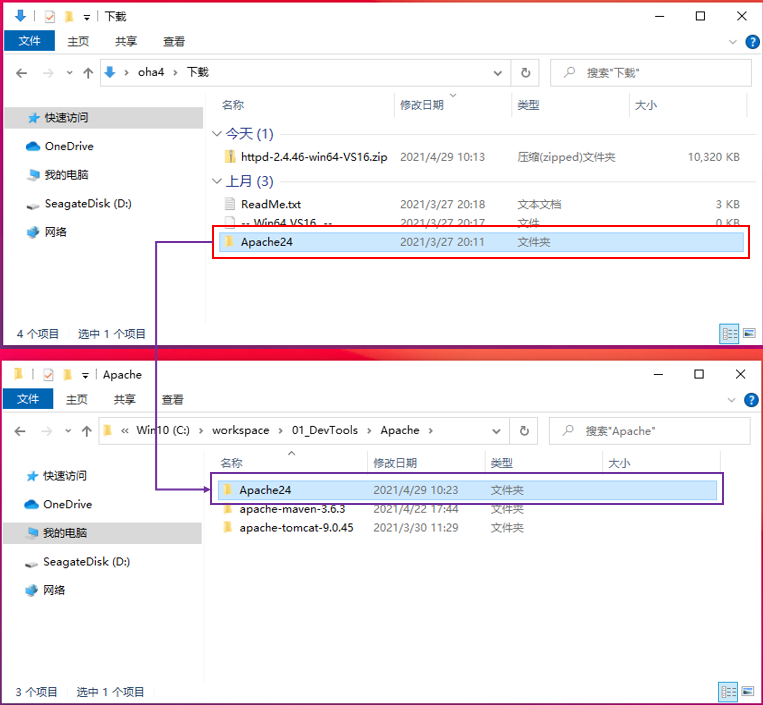 下载
文件 主页 共享 查看
oha4 › 下载 搜索"下载"
名称 修改日期 类型 大小
快速访问
OneDrive
我的电脑
SeagateDisk (D:)
网络
今天 (1)
httpd-2.4.46-win64-VS16.zip 2021/4/29 10:13 压缩(zipped)文件夹 10,320 KB
上月 (3)
ReadMe.txt 2021/3/27 20:18 文本文档 3 KB
-- Win64 VS16 -- 2021/3/27 20:17 文件 0 KB
Apache24 2021/3/27 20:11 文件夹
4 个项目 选中 1 个项目
Apache
文件 主页 共享 查看
« Win10 (C:) › workspace › 01_DevTools › Apache › 搜索"Apache"
名称 修改日期 类型 大小
快速访问
OneDrive
我的电脑
SeagateDisk (D:)
网络
Apache24 2021/4/29 10:23 文件夹
apache-maven-3.6.3 2021/4/22 17:44 文件夹
apache-tomcat-9.0.45 2021/3/30 11:29 文件夹
3 个项目 选中 1 个项目